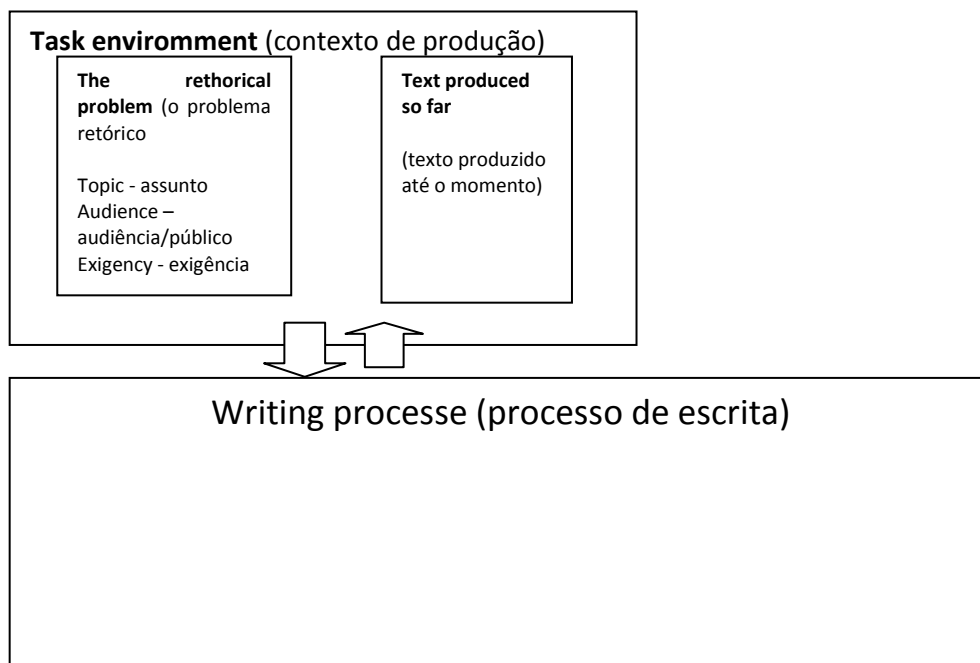 Task enviromment (contexto de produção)
The rethorical
problem (o problema
retórico
Topic - assunto
Audience –
audiência/público
Exigency - exigência
Text produced
so far
(texto produzido
até o momento)
Writing processe (processo de escrita)